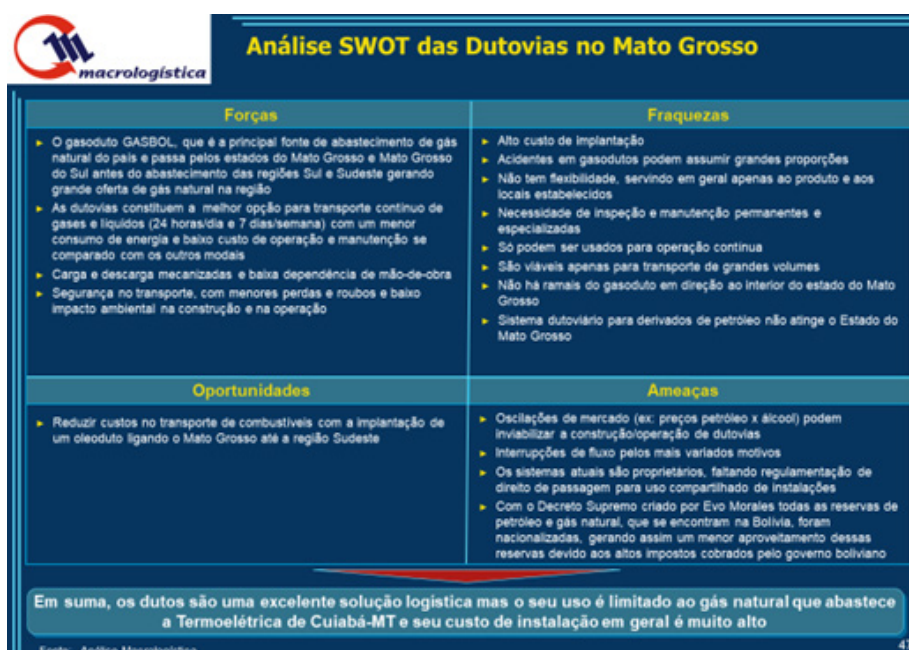 macrologística
Análise SWOT das Dutovias no Mato Grosso
Forças
► O gasoduto GASBOL, que é a principal fonte de abastecimento de gás
natural do país e passa pelos estados do Mato Grosso e Mato Grosso
do Sul antes do abastecimento das regiões Sul e Sudeste gerando
grande oferta de gás natural na região
► As dutovias constituem a melhor opção para transporte contínuo de
gases e líquidos (24 horas/dia e 7 dias/semana) com um menor
consumo de energia e baixo custo de operação e manutenção se
comparado com os outros modais
► Carga e descarga mecanizadas e baixa dependência de mão-de-obra
► Segurança no transporte, com menores perdas e roubos e baixo
impacto ambiental na construção e na operação
Fraquezas
► Alto custo de implantação
► Acidentes em gasodutos podem assumir grandes proporções
► Não tem flexibilidade, servindo em geral apenas ao produto e aos
locais estabelecidos
► Necessidade de inspeção e manutenção permanentes e
especializadas
► Só podem ser usados para operação contínua
► São viáveis apenas para transporte de grandes volumes
► Não há ramais do gasoduto em direção ao interior do estado do Mato
Grosso
► Sistema dutoviário para derivados de petróleo não atinge o Estado do
Mato Grosso
Oportunidades
► Reduzir custos no transporte de combustíveis com a implantação de
um oleoduto ligando o Mato Grosso até a região Sudeste
Ameaças
► Oscilações de mercado (ex: preços petróleo x álcool) podem
inviabilizar a construção/operação de dutovias
► Interrupções de fluxo pelos mais variados motivos
► Os sistemas atuais são proprietários, faltando regulamentação de
direito de passagem para uso compartilhado de instalações
► Com o Decreto Supremo criado por Evo Morales todas as reservas de
petróleo e gás natural, que se encontram na Bolívia, foram
nacionalizadas, gerando assim um menor aproveitamento dessas
reservas devido aos altos impostos cobrados pelo governo boliviano
Em suma, os dutos são uma excelente solução logística mas o seu uso é limitado ao gás natural que abastece
a Termoelétrica de Cuiabá-MT e seu custo de instalação em geral é muito alto
Fonte: Análise Macrologística